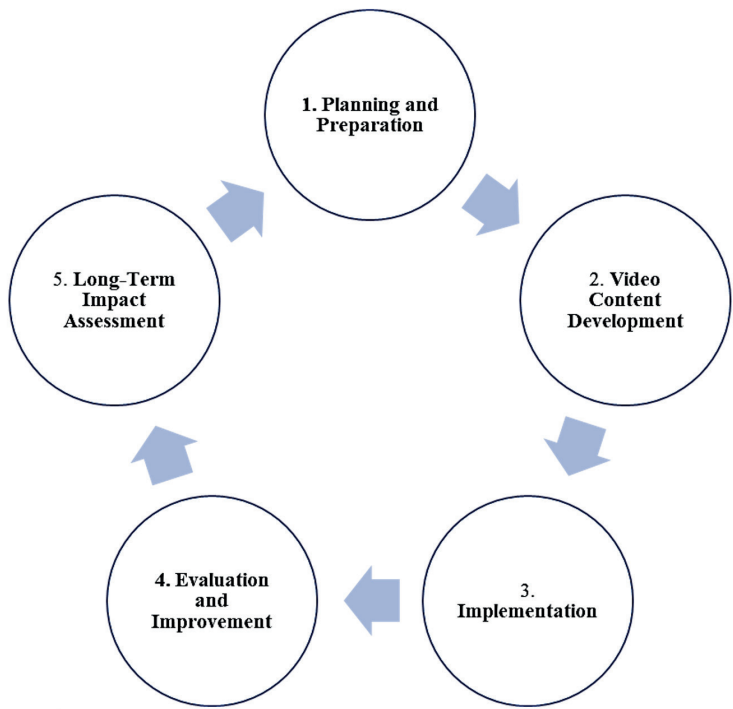 1. Planning and
Preparation
2. Video
Content
Development
3.
Implementation
4. Evaluation
and
Improvement
5. Long-Term
Impact
Assessment